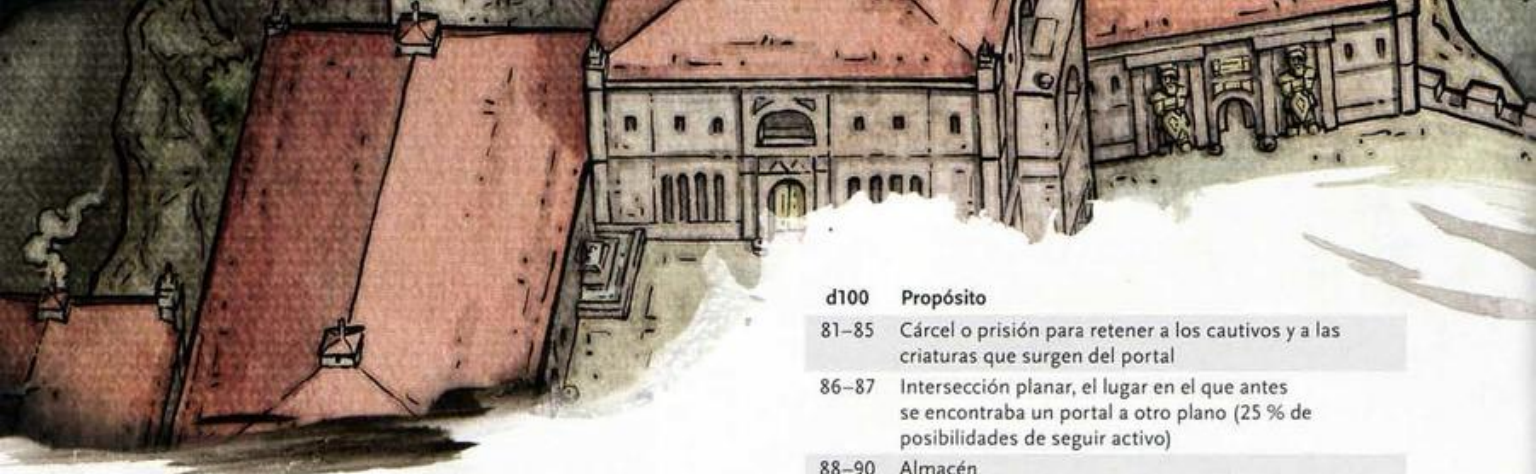 d100 Propósito
81–85 Cárcel o prisión para retener a los cautivos y a las
criaturas que surgen del portal
86–87 Intersección planar, el lugar en el que antes
se encontraba un portal a otro plano (25 % de
posibilidades de seguir activo)
88–90 Almacén